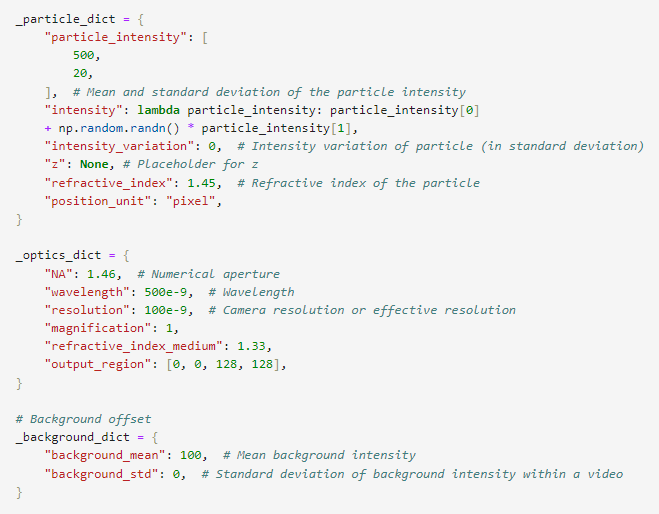 _particle_dict = {
    "particle_intensity": [
        500,
        20,
    ],  # Mean and standard deviation of the particle intensity
    "intensity": lambda particle_intensity: particle_intensity[0]
    + np.random.randn() * particle_intensity[1],
    "intensity_variation": 0,  # Intensity variation of particle (in standard deviation)
    "z": None, # Placeholder for z
    "refractive_index": 1.45,  # Refractive index of the particle
    "position_unit": "pixel",
}

_optics_dict = {
    "NA": 1.46,  # Numerical aperture
    "wavelength": 500e-9,  # Wavelength
    "resolution": 100e-9,  # Camera resolution or effective resolution
    "magnification": 1,
    "refractive_index_medium": 1.33,
    "output_region": [0, 0, 128, 128],
}

# Background offset
_background_dict = {
    "background_mean": 100,  # Mean background intensity
    "background_std": 0,  # Standard deviation of background intensity within a video
}